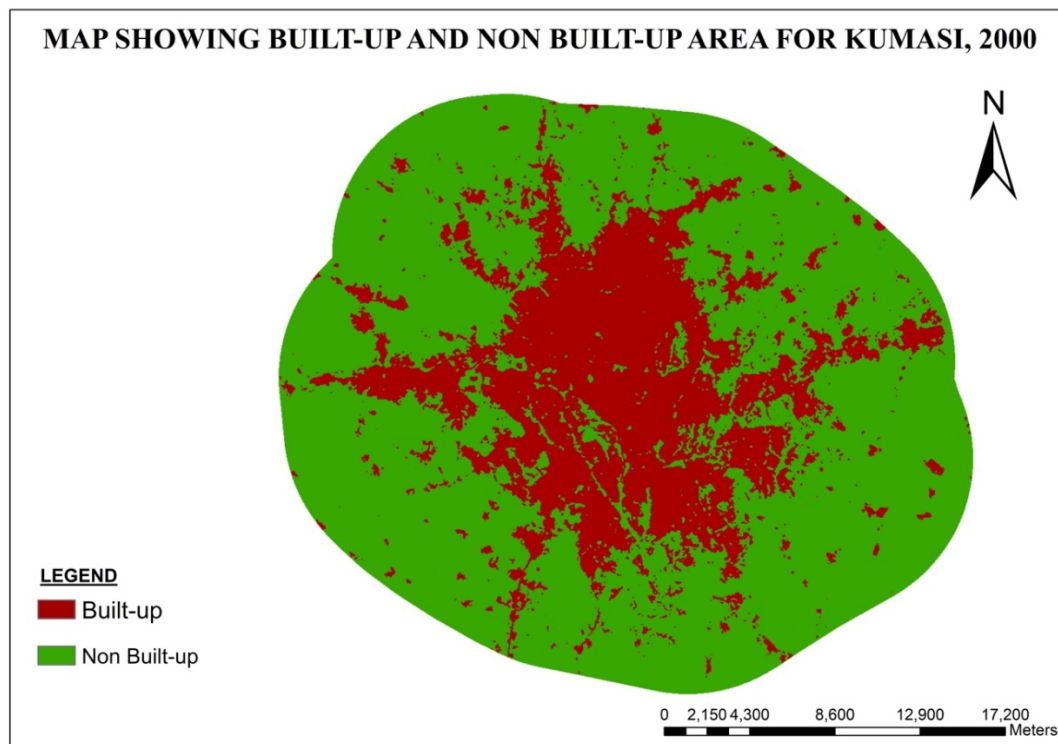 MAP SHOWING BUILT-UP AND NON BUILT-UP AREA FOR KUMASI, 2000
N
LEGEND
Built-up
Non Built-up
0 2,150 4,300 8,600 12,900 17,200
Meters